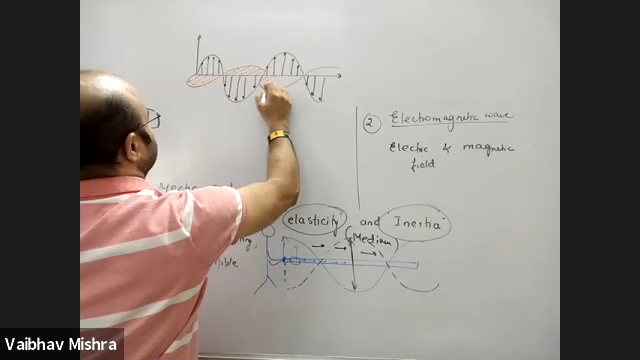 ② Electromagnetic wave
Electric & magnetic
field
elasticity and Inertia
(Medium)
Vaibhav Mishra